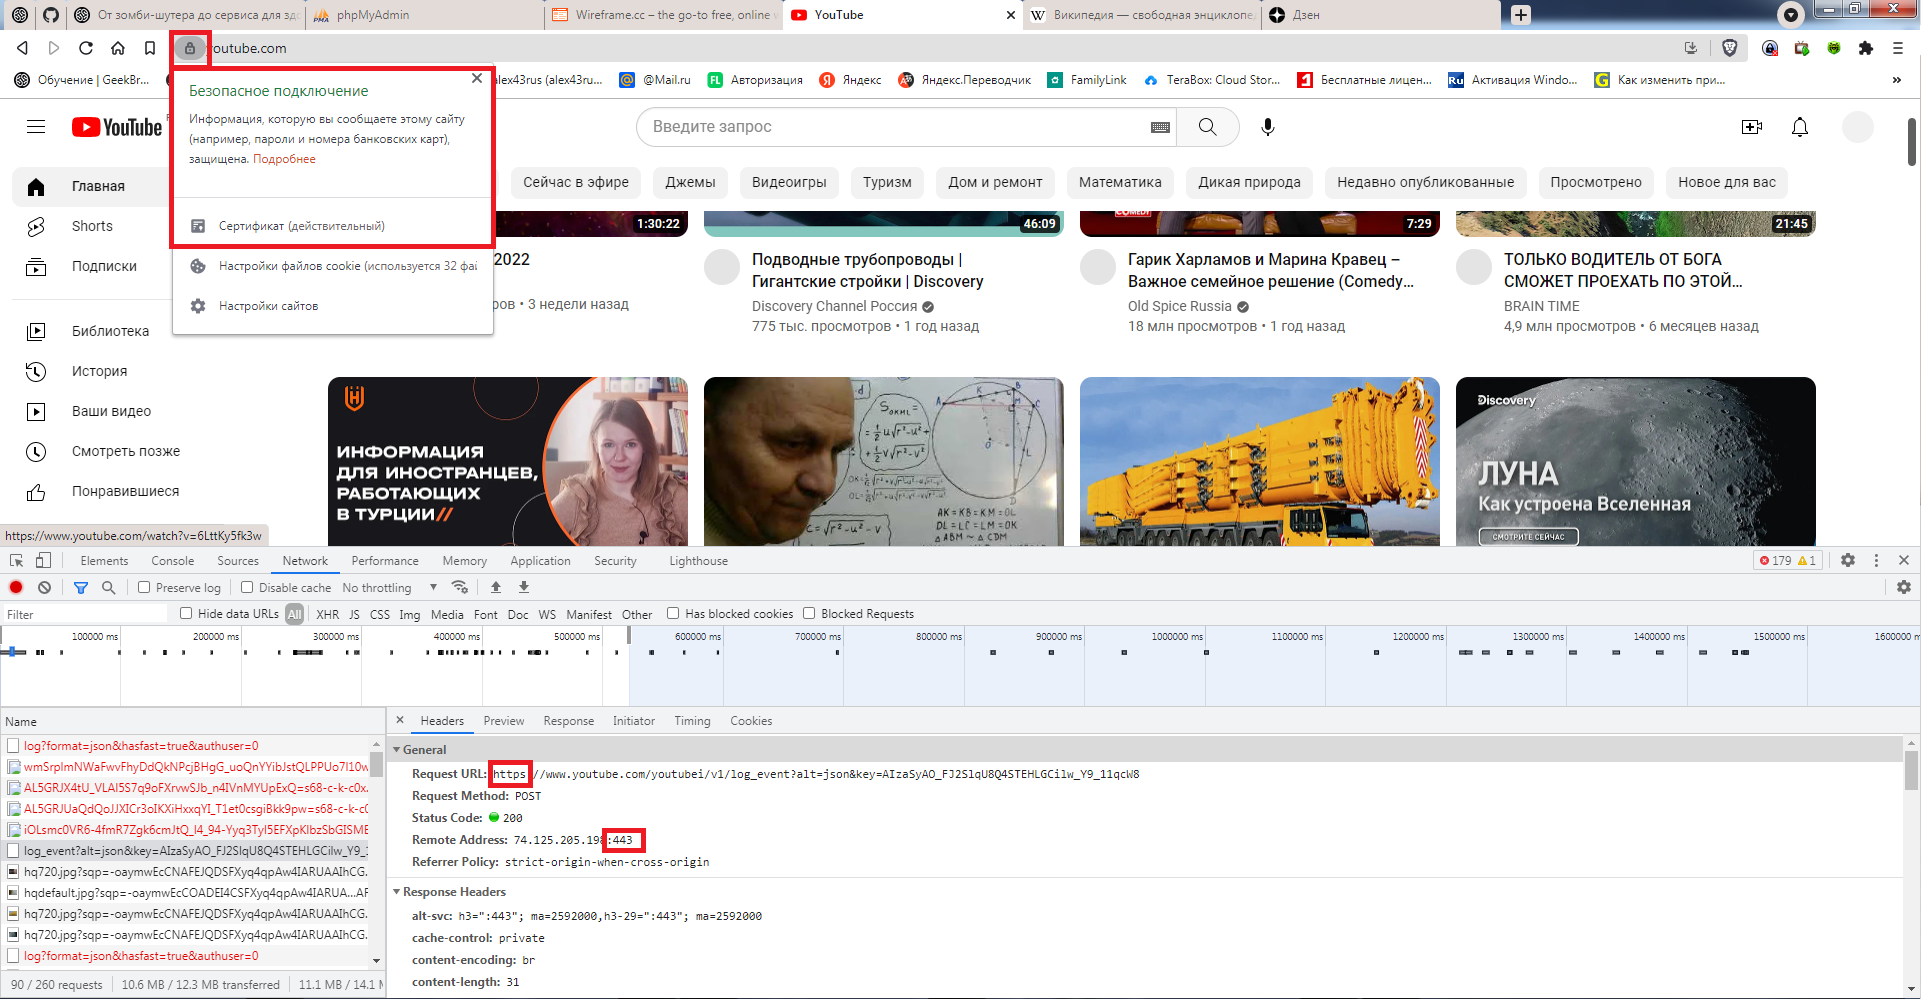 От зомби-шутера до сервиса для здо
phpMyAdmin
Wireframe.cc – the go-to free, online
YouTube
Википедия — свободная энциклопе
Дзен
outube.com
Обучение | GeekBr...
alex43rus (alex43ru...
@Mail.ru
Авторизация
Яндекс
Яндекс.Переводчик
FamilyLink
TeraBox: Cloud Stor...
Бесплатные лицен...
Активация Windo...
Как изменить при...
Безопасное подключение
Информация, которую вы сообщаете этому сайту
(например, пароли и номера банковских карт),
защищена. Подробнее
Сертификат (действительный)
Настройки файлов cookie (используется 32 фай
Настройки сайтов
YouTube
Введите запрос
Главная
Shorts
Подписки
Библиотека
История
Ваши видео
Смотреть позже
Понравившиеся
Сейчас в эфире
Джемы
Видеоигры
Туризм
Дом и ремонт
Математика
Дикая природа
Недавно опубликованные
Просмотрено
Новое для вас
1:30:22
46:09
COMEDY
7:29
21:45
2022
ров • 3 недели назад
Подводные трубопроводы |
Гигантские стройки | Discovery
Discovery Channel Россия
775 тыс. просмотров • 1 год назад
Гарик Харламов и Марина Кравец –
Важное семейное решение (Comedy...
Old Spice Russia
18 млн просмотров • 1 год назад
ТОЛЬКО ВОДИТЕЛЬ ОТ БОГА
СМОЖЕТ ПРОЕХАТЬ ПО ЭТОЙ...
BRAIN TIME
4,9 млн просмотров • 6 месяцев назад
ИНФОРМАЦИЯ
ДЛЯ ИНОСТРАНЦЕВ,
РАБОТАЮЩИХ
В ТУРЦИИ//
AK=KB=KM=OL
DL=LC=LM=OK
△ABM~△CDM
Discovery
ЛУНА
Как устроена Вселенная
СМОТРИТЕ СЕЙЧАС
https://www.youtube.com/watch?v=6LttKy5fk3w
Elements
Console
Sources
Network
Performance
Memory
Application
Security
Lighthouse
179
1
Preserve log
Disable cache
No throttling
Filter
Hide data URLs
All
XHR
JS
CSS
Img
Media
Font
Doc
WS
Manifest
Other
Has blocked cookies
Blocked Requests
100000 ms
200000 ms
300000 ms
400000 ms
500000 ms
600000 ms
700000 ms
800000 ms
900000 ms
1000000 ms
1100000 ms
1200000 ms
1300000 ms
1400000 ms
1500000 ms
1600000
Name
log?format=json&hasfast=true&authuser=0
wmSrpImNWaFwvFhyDdQkNPcjBHgG_uoQnYYibJstQLPPUo7l10w
AL5GRJX4tU_VLAl5S7q9oFXrvwSJb_n4IVnMYUpExQ=s68-c-k-c0x
AL5GRJUaQdQoJJXICr3oIKXiHxxqYI_T1et0csgiBkk9pw=s68-c-k-c0
iOLsmc0VR6-4fmR7Zgk6cmJtQ_l4_94-Yyq3Tyl5EFXpKlbzSbGISME
log_event?alt=json&key=AIzaSyAO_FJ2SlqU8Q4STEHLGCilw_Y9_1
hq720.jpg?sqp=-oaymwEcCNAFEJQDSFXyq4qpAw4IARUAAIhCG.
hqdefault.jpg?sqp=-oaymwEcCOADEI4CSFXyq4qpAw4IARUA...AF
hq720.jpg?sqp=-oaymwEcCNAFEJQDSFXyq4qpAw4IARUAAIhCG.
hq720.jpg?sqp=-oaymwEcCNAFEJQDSFXyq4qpAw4IARUAAIhCG.
log?format=json&hasfast=true&authuser=0
90 / 260 requests
10.6 MB / 12.3 MB transferred
11.1 MB / 14.1
Headers
Preview
Response
Initiator
Timing
Cookies
General
Request URL: https://www.youtube.com/youtubei/v1/log_event?alt=json&key=AIzaSyAO_FJ2SlqU8Q4STEHLGCilw_Y9_11qcW8
Request Method: POST
Status Code: 200
Remote Address: 74.125.205.198:443
Referrer Policy: strict-origin-when-cross-origin
Response Headers
alt-svc: h3=":443"; ma=2592000,h3-29=":443"; ma=2592000
cache-control: private
content-encoding: br
content-length: 31